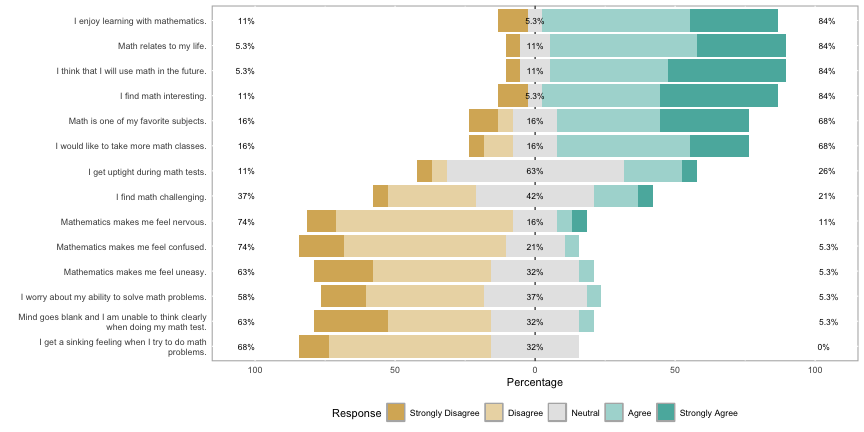 I enjoy learning with mathematics. 11% 5.3% 84%
Math relates to my life. 5.3% 11% 84%
I think that I will use math in the future. 5.3% 11% 84%
I find math interesting. 11% 5.3% 84%
Math is one of my favorite subjects. 16% 16% 68%
I would like to take more math classes. 16% 16% 68%
I get uptight during math tests. 11% 63% 26%
I find math challenging. 37% 42% 21%
Mathematics makes me feel nervous. 74% 16% 11%
Mathematics makes me feel confused. 74% 21% 5.3%
Mathematics makes me feel uneasy. 63% 32% 5.3%
I worry about my ability to solve math problems. 58% 37% 5.3%
Mind goes blank and I am unable to think clearly
when doing my math test. 63% 32% 5.3%
I get a sinking feeling when I try to do math
problems. 68% 32% 0%
100 50 0 50 100
Percentage
Response Strongly Disagree Disagree Neutral Agree Strongly Agree